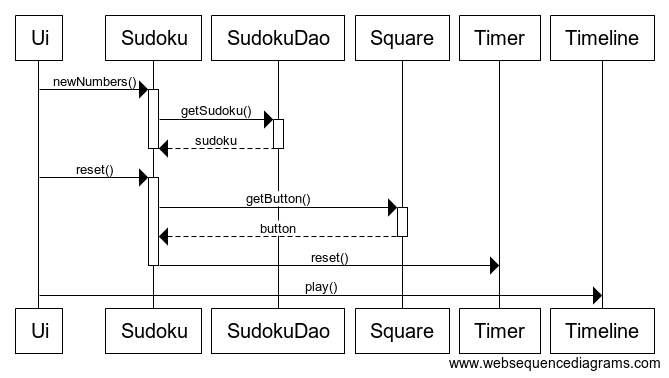 Ui Sudoku SudokuDao Square Timer Timeline
newNumbers()
getSudoku()
sudoku
reset()
getButton()
button
reset()
play()
Ui Sudoku SudokuDao Square Timer Timeline
www.websequencediagrams.com